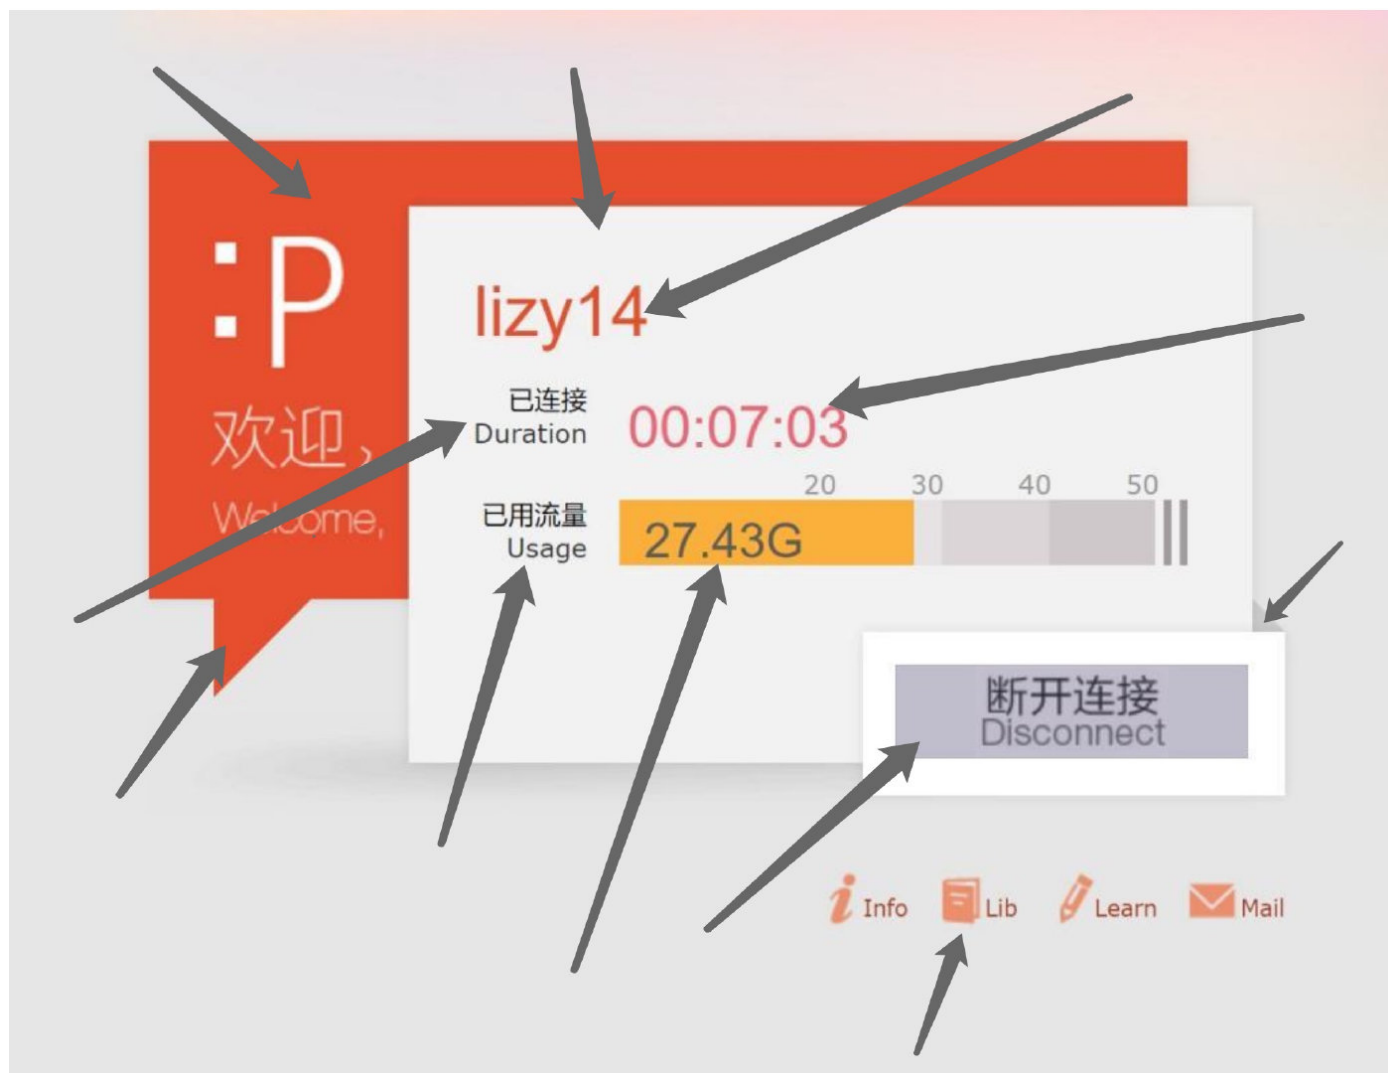 :P
欢迎，
Welcome,
lizy14
已连接
Duration
00:07:03
20 30 40 50
已用流量
Usage
27.43G
断开连接
Disconnect
Info Lib Learn Mail